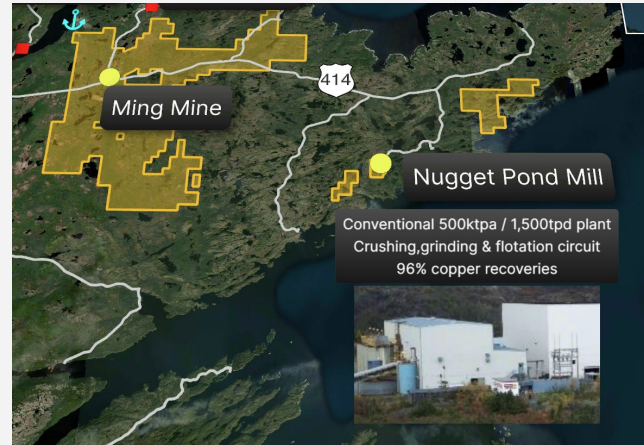 414
Ming Mine
Nugget Pond Mill
Conventional 500ktpa / 1,500tpd plant
Crushing,grinding & flotation circuit
96% copper recoveries